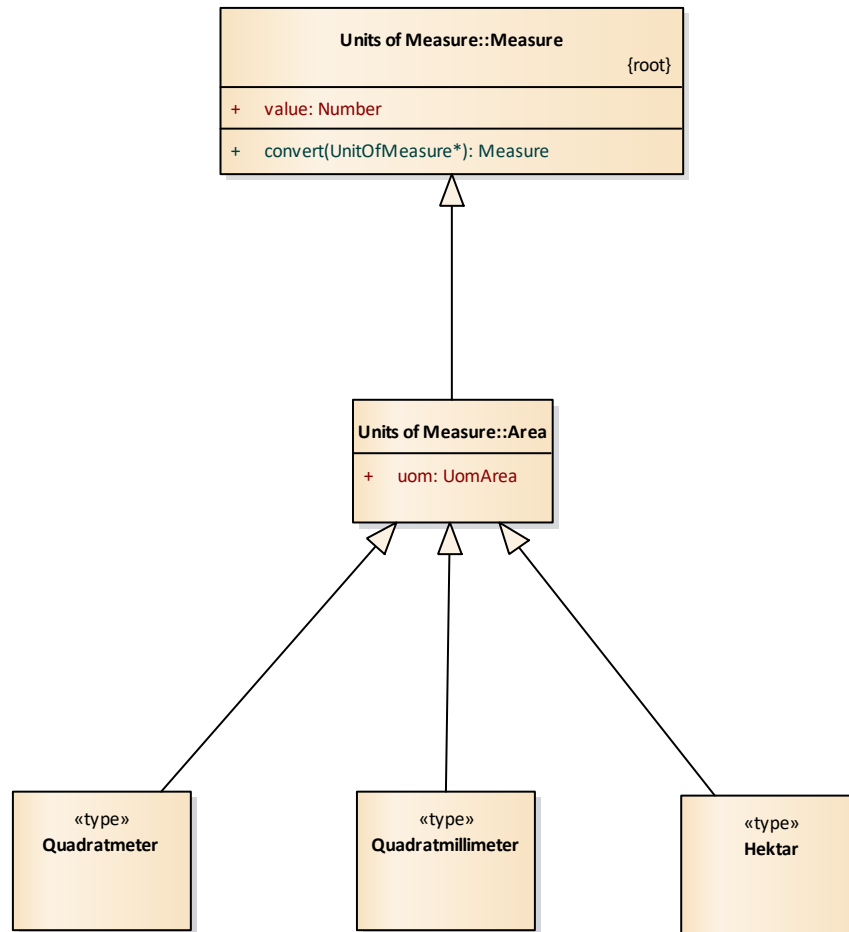 Units of Measure::Measure
{root}
+ value: Number
+ convert(UnitOfMeasure*): Measure
Units of Measure::Area
+ uom: UomArea
«type»
Quadratmeter
«type»
Quadratmillimeter
«type»
Hektar